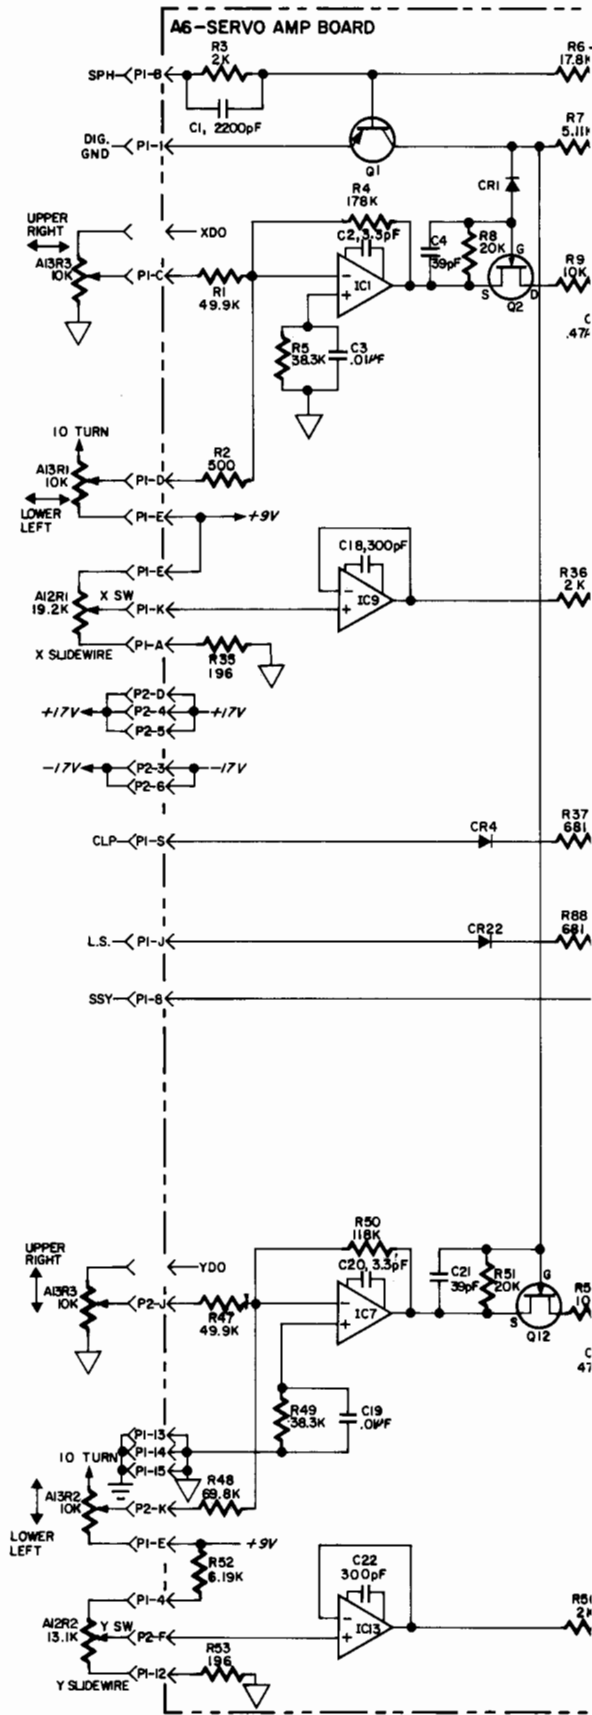 A6-SERVO AMP BOARD
R3
2K
SPH
P1-B
R6
17.8K
C1, 2200pF
R7
5.11K
DIG.
GND
P1-1
Q1
CR1
R4
178K
UPPER
RIGHT
XDO
C2, 3.3pF
C4
39pF
R8
20K
G
R9
10K
A13R3
10K
P1-C
R1
49.9K
IC1
S
D
Q2
.47
R5
38.3K
C3
.01µF
10 TURN
R2
500
A13R1
10K
P1-D
LOWER
LEFT
P1-E
+9V
C18, 300pF
P1-E
R36
2K
A12R1
19.2K
X SW
P1-K
IC9
P1-A
X SLIDEWIRE
R35
196
P2-D
+17V
P2-4
+17V
P2-5
-17V
P2-3
-17V
P2-6
CR4
R37
681
CLP
P1-S
CR22
R88
681
L.S.
P1-J
SSY
P1-8
R50
118K
UPPER
RIGHT
YDO
C20, 3.3pF
C21
39pF
R51
20K
G
A13R3
10K
P2-J
R47
49.9K
IC7
S
Q12
47
R49
38.3K
C19
.01µF
P1-13
P1-14
P1-15
10 TURN
R48
69.8K
A13R2
10K
P2-K
LOWER
LEFT
P1-E
+9V
R52
6.19K
C22
300pF
P1-4
2K
A12R2
13.1K
Y SW
P2-F
IC13
R53
196
P1-12
Y SLIDEWIRE